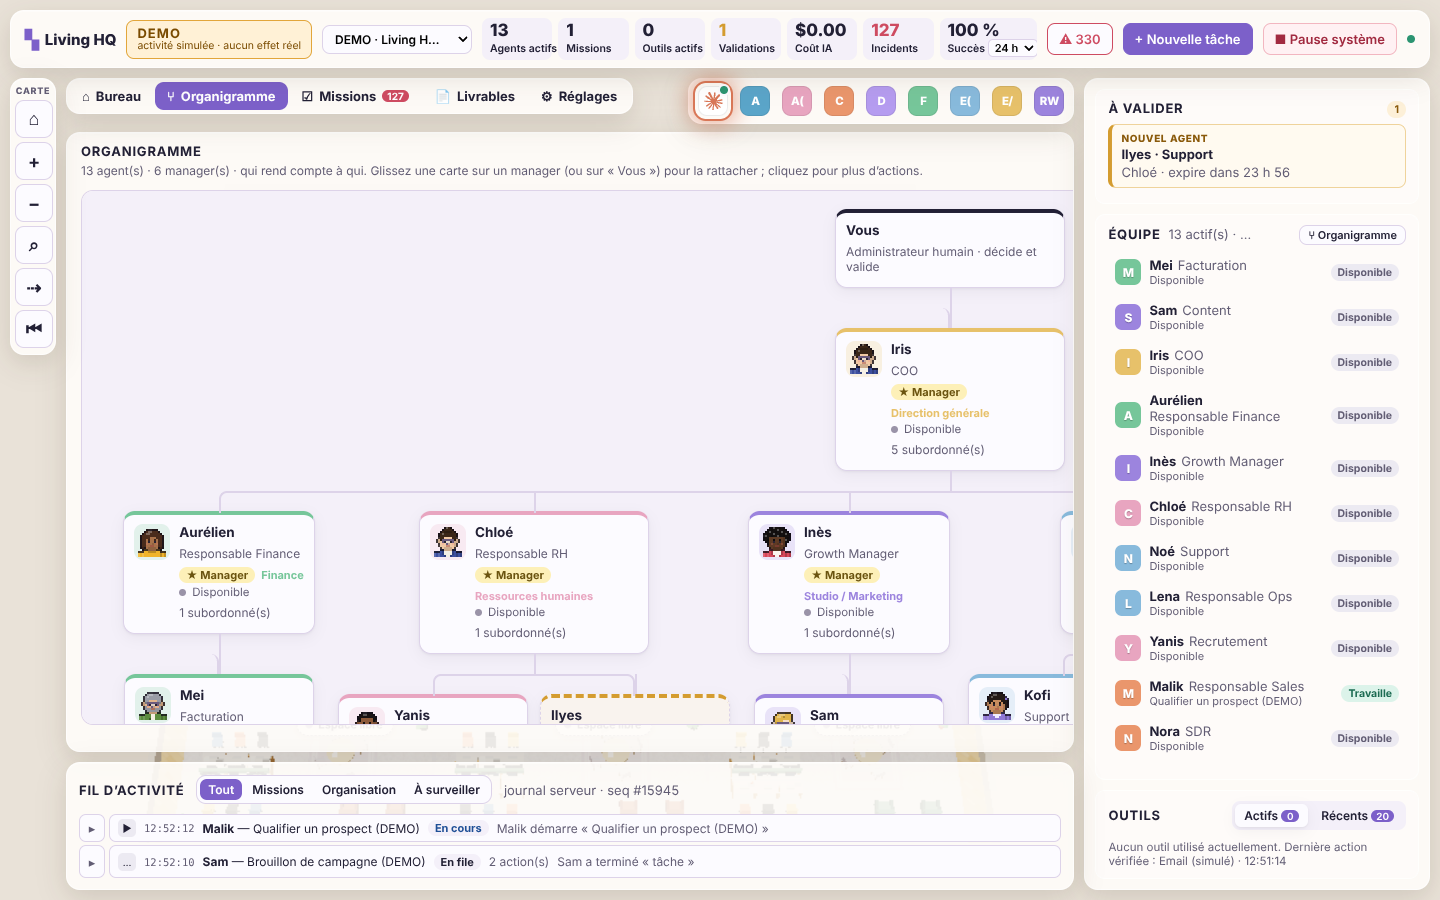 Living HQ
DEMO
activité simulée · aucun effet réel
DEMO · Living H...
13
Agents actifs
1
Missions
0
Outils actifs
1
Validations
$0.00
Coût IA
127
Incidents
100 %
Succès 24 h
330
+ Nouvelle tâche
Pause système
CARTE
Bureau
Organigramme
Missions 127
Livrables
Réglages
A
A(
C
D
F
E(
E/
RW
ORGANIGRAMME
13 agent(s) · 6 manager(s) · qui rend compte à qui. Glissez une carte sur un manager (ou sur « Vous ») pour la rattacher ; cliquez pour plus d’actions.
Vous
Administrateur humain · décide et
valide
Iris
COO
★ Manager
Direction générale
Disponible
5 subordonné(s)
Aurélien
Responsable Finance
★ Manager Finance
Disponible
1 subordonné(s)
Chloé
Responsable RH
★ Manager
Ressources humaines
Disponible
1 subordonné(s)
Inès
Growth Manager
★ Manager
Studio / Marketing
Disponible
1 subordonné(s)
Mei
Facturation
Yanis
Ilyes
Sam
Kofi
Support
FIL D’ACTIVITÉ
Tout
Missions
Organisation
À surveiller
journal serveur · seq #15945
12:52:12 Malik — Qualifier un prospect (DEMO) En cours Malik démarre « Qualifier un prospect (DEMO) »
... 12:52:10 Sam — Brouillon de campagne (DEMO) En file 2 action(s) Sam a terminé « tâche »
À VALIDER 1
NOUVEL AGENT
Ilyes · Support
Chloé · expire dans 23 h 56
ÉQUIPE 13 actif(s) · ... Organigramme
M Mei Facturation
Disponible
Disponible
S Sam Content
Disponible
Disponible
I Iris COO
Disponible
Disponible
A Aurélien
Responsable Finance
Disponible
Disponible
I Inès Growth Manager
Disponible
Disponible
C Chloé Responsable RH
Disponible
Disponible
N Noé Support
Disponible
Disponible
L Lena Responsable Ops
Disponible
Disponible
Y Yanis Recrutement
Disponible
Disponible
M Malik Responsable Sales
Qualifier un prospect (DEMO)
Travaille
N Nora SDR
Disponible
Disponible
OUTILS
Actifs 0
Récents 20
Aucun outil utilisé actuellement. Dernière action
vérifiée : Email (simulé) · 12:51:14